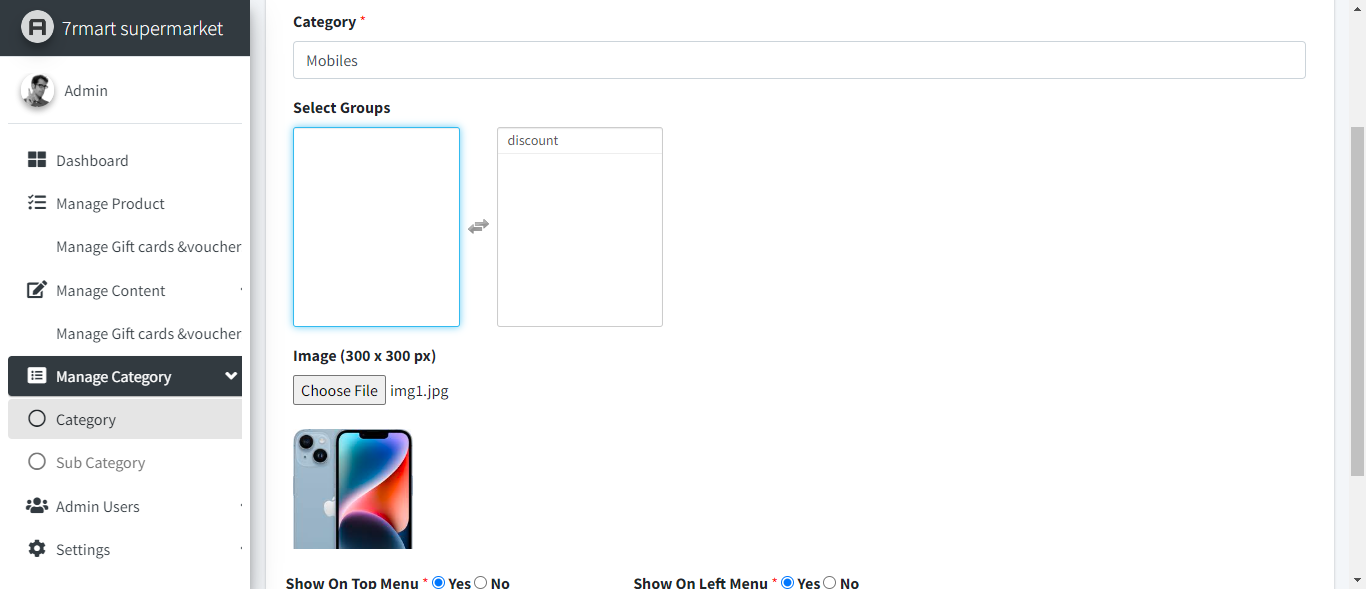 7rmart supermarket
Admin
Dashboard
Manage Product
Manage Gift cards &voucher
Manage Content
Manage Gift cards &voucher
Manage Category
Category
Sub Category
Admin Users
Settings
Category *
Mobiles
Select Groups
discount
Image (300 x 300 px)
Choose File img1.jpg
Show On Top Menu * Yes No Show On Left Menu * Yes No